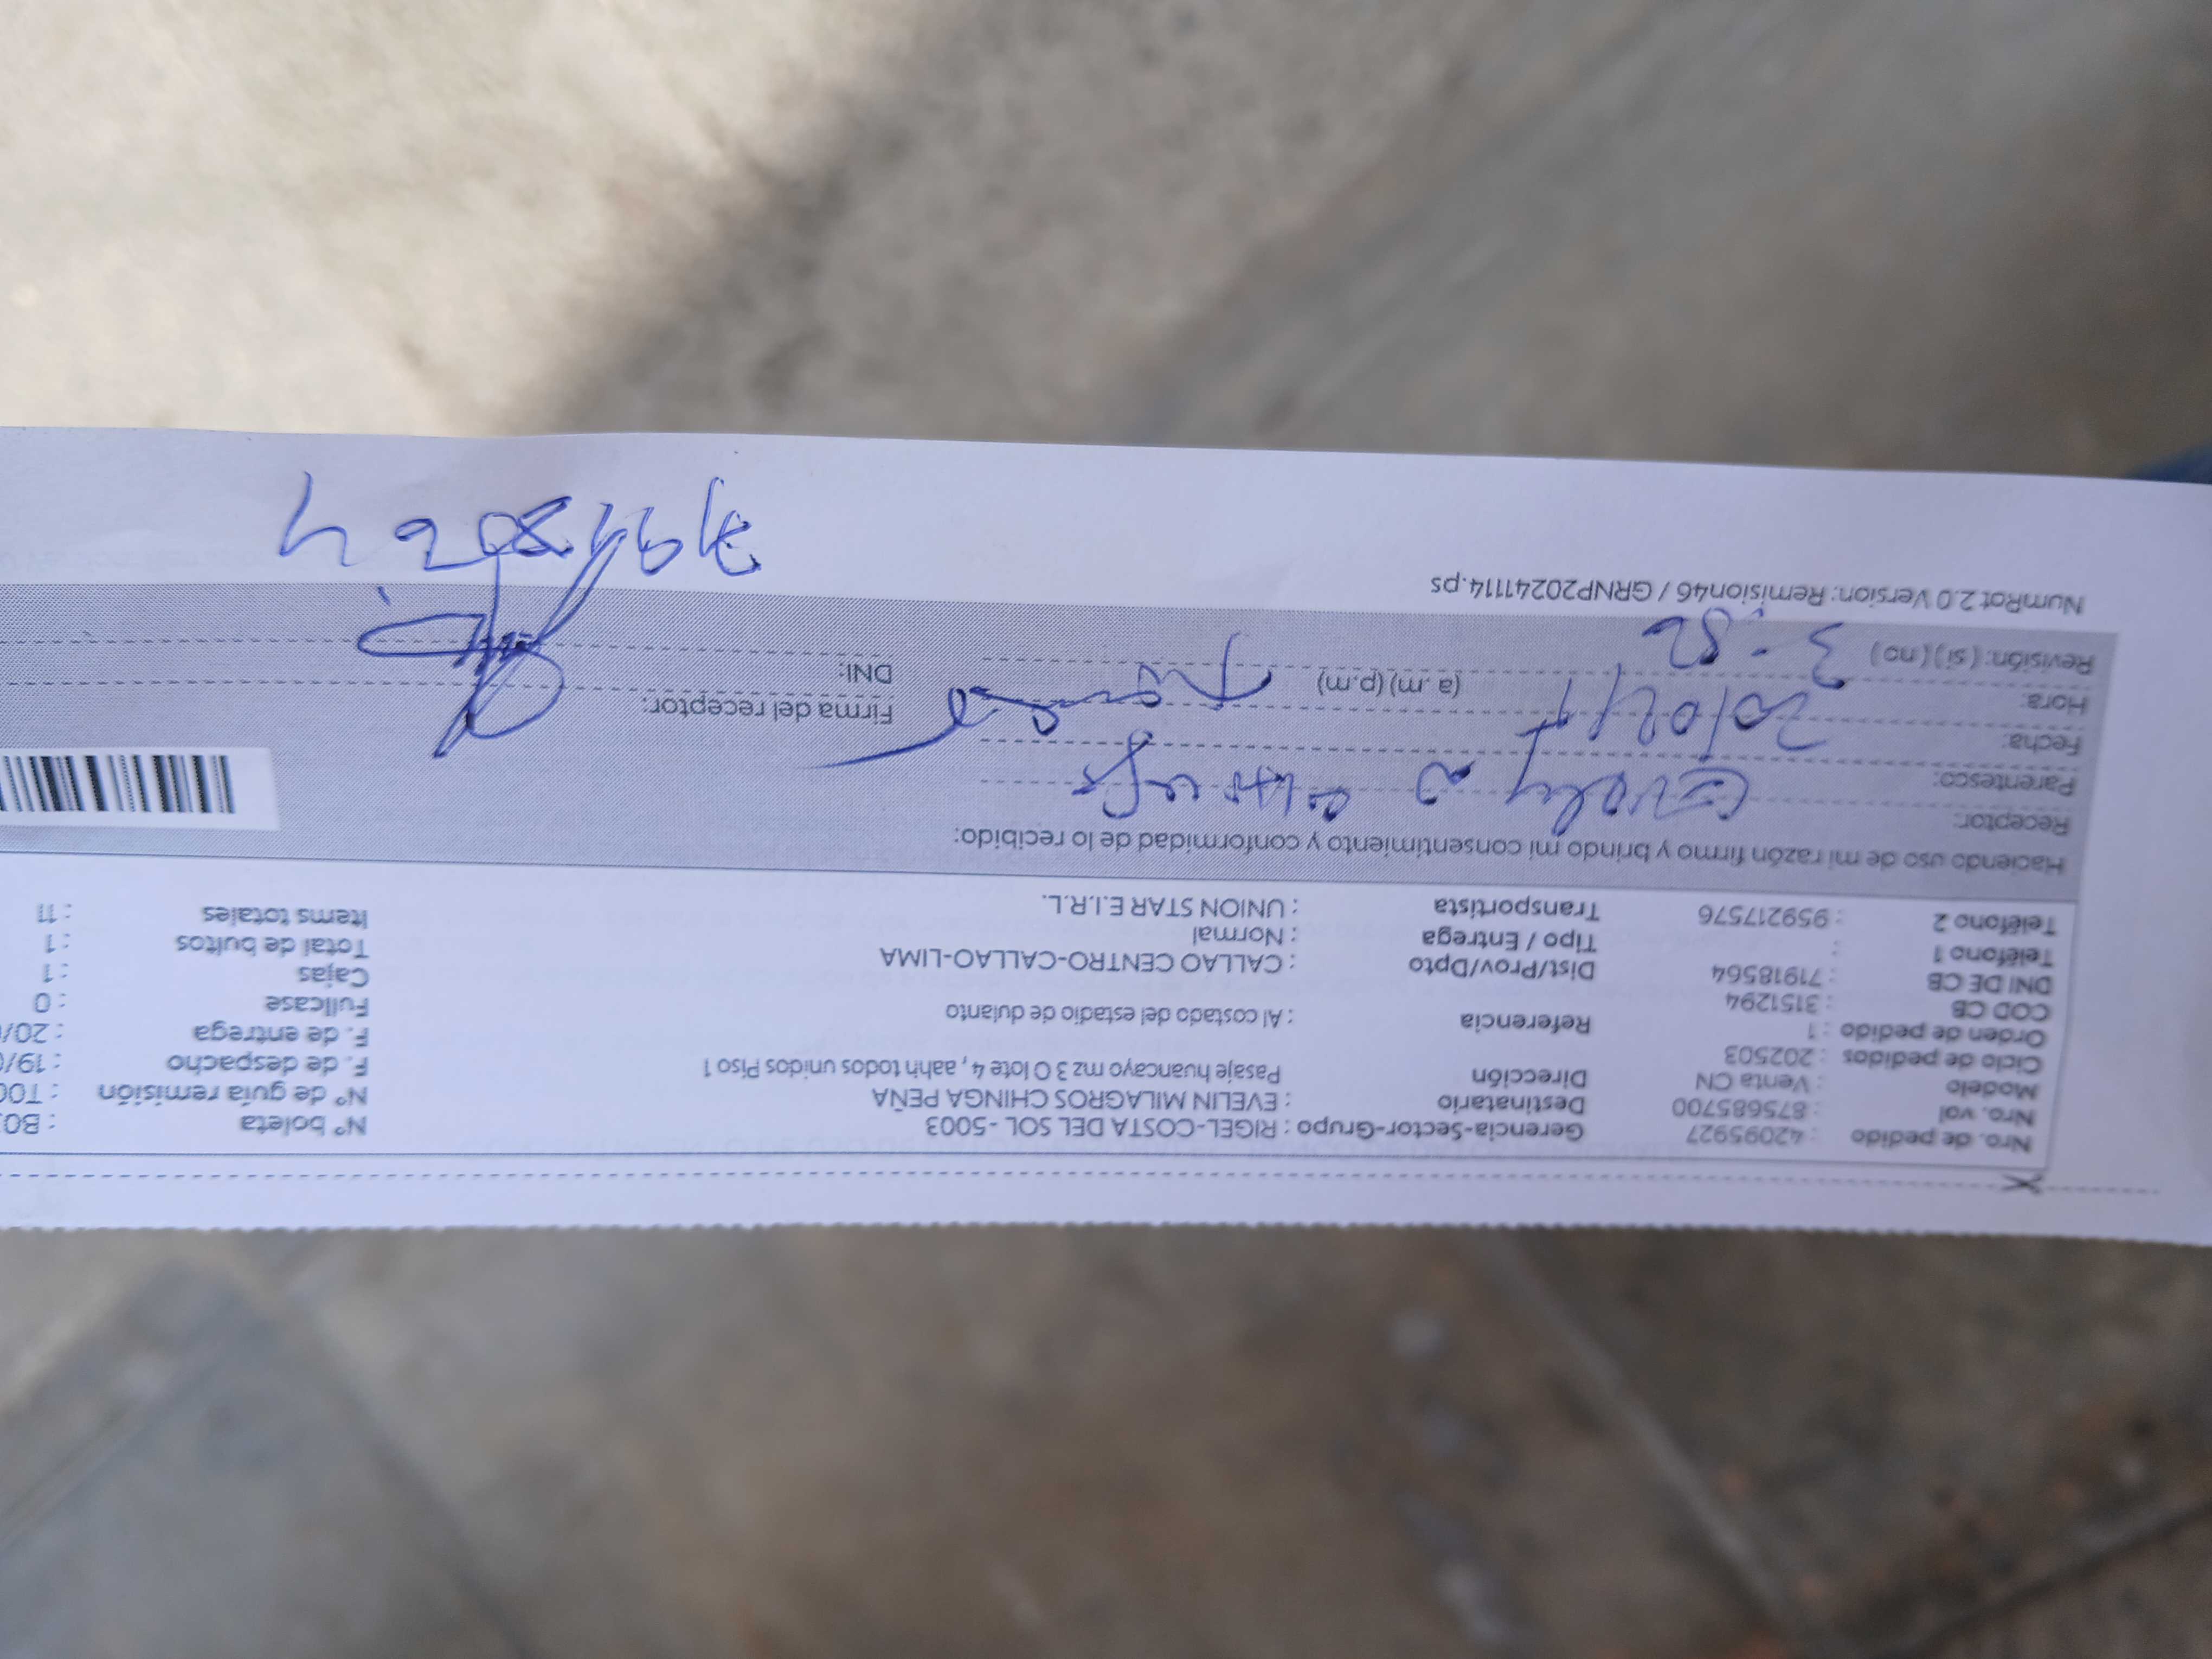 Nro. de pedido : 42095927 Gerencia-Sector-Grupo : RIGEL-COSTA DEL SOL - 5003 N° boleta : B0
Nro. vol : 875685700 Destinatario : EVELIN MILAGROS CHINGA PEÑA N° de guía remisión : T00
Modelo : Venta CN Dirección Pasaje huancayo mz 3 O lote 4 , aahh todos unidos Piso 1 F. de despacho : 19/0
Ciclo de pedidos : 202503 F. de entrega : 20/0
Orden de pedido : 1 Referencia : Al costado del estadio de dulanto Fullcase : 0
COD CB : 3151294 Cajas : 1
DNI DE CB : 71918564 Dist/Prov/Dpto : CALLAO CENTRO-CALLAO-LIMA Total de bultos : 1
Teléfono 1 : Tipo / Entrega : Normal Items totales : 11
Teléfono 2 : 959217576 Transportista : UNION STAR E.I.R.L.
Haciendo uso de mi razón firmo y brindo mi consentimiento y conformidad de lo recibido:
Receptor:
Parentesco:
Fecha: Firma del receptor:
Hora: (a .m) (p.m) DNI:
Revisión: ( si ) ( no )
NumRot 2.0 Version: Remision46 / GRNP20241114.ps